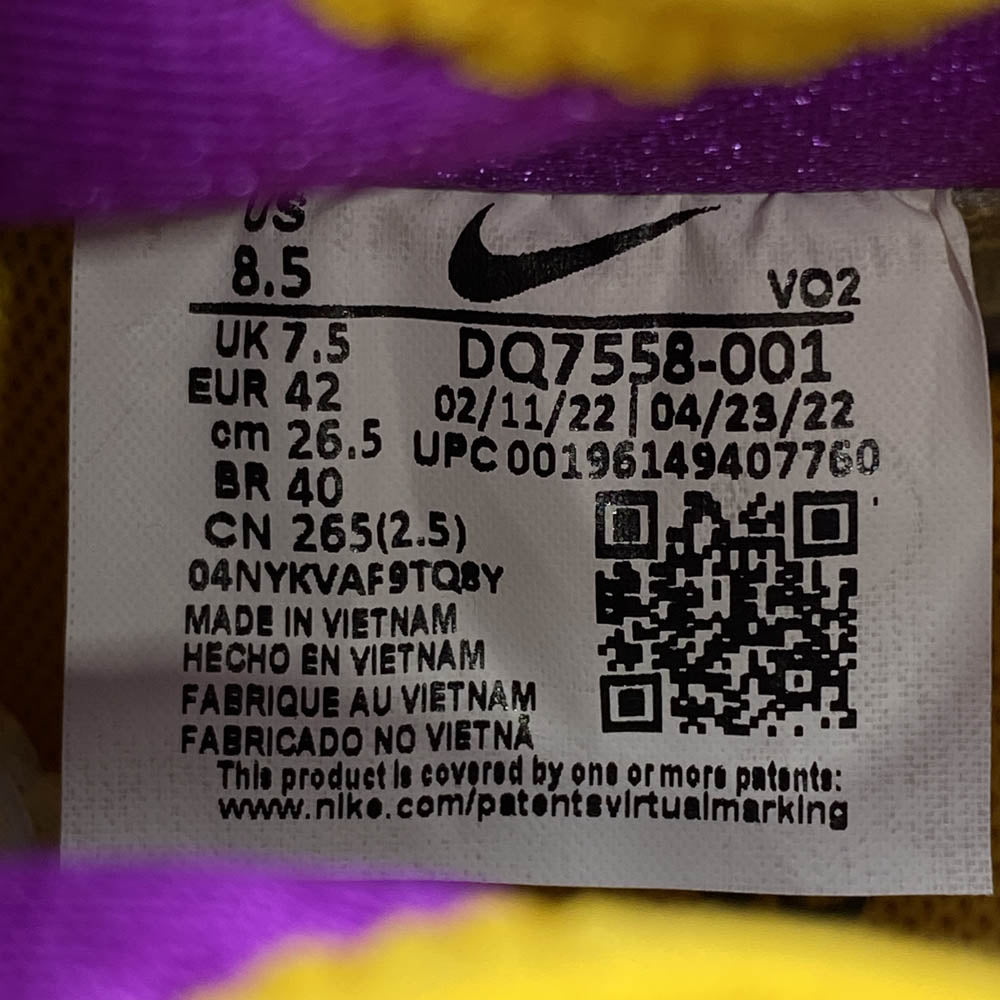 US
8.5
VO2
UK 7.5
EUR 42
cm 26.5
BR 40
CN 265(2.5)
DQ7558-001
02/11/22 | 04/23/22
UPC 00196149407760
04NYKVAF9TQ8Y
MADE IN VIETNAM
HECHO EN VIETNAM
FABRIQUE AU VIETNAM
FABRICADO NO VIETNÃ
This product is covered by one or more patents:
www.nike.com/patentsvirtualmarking